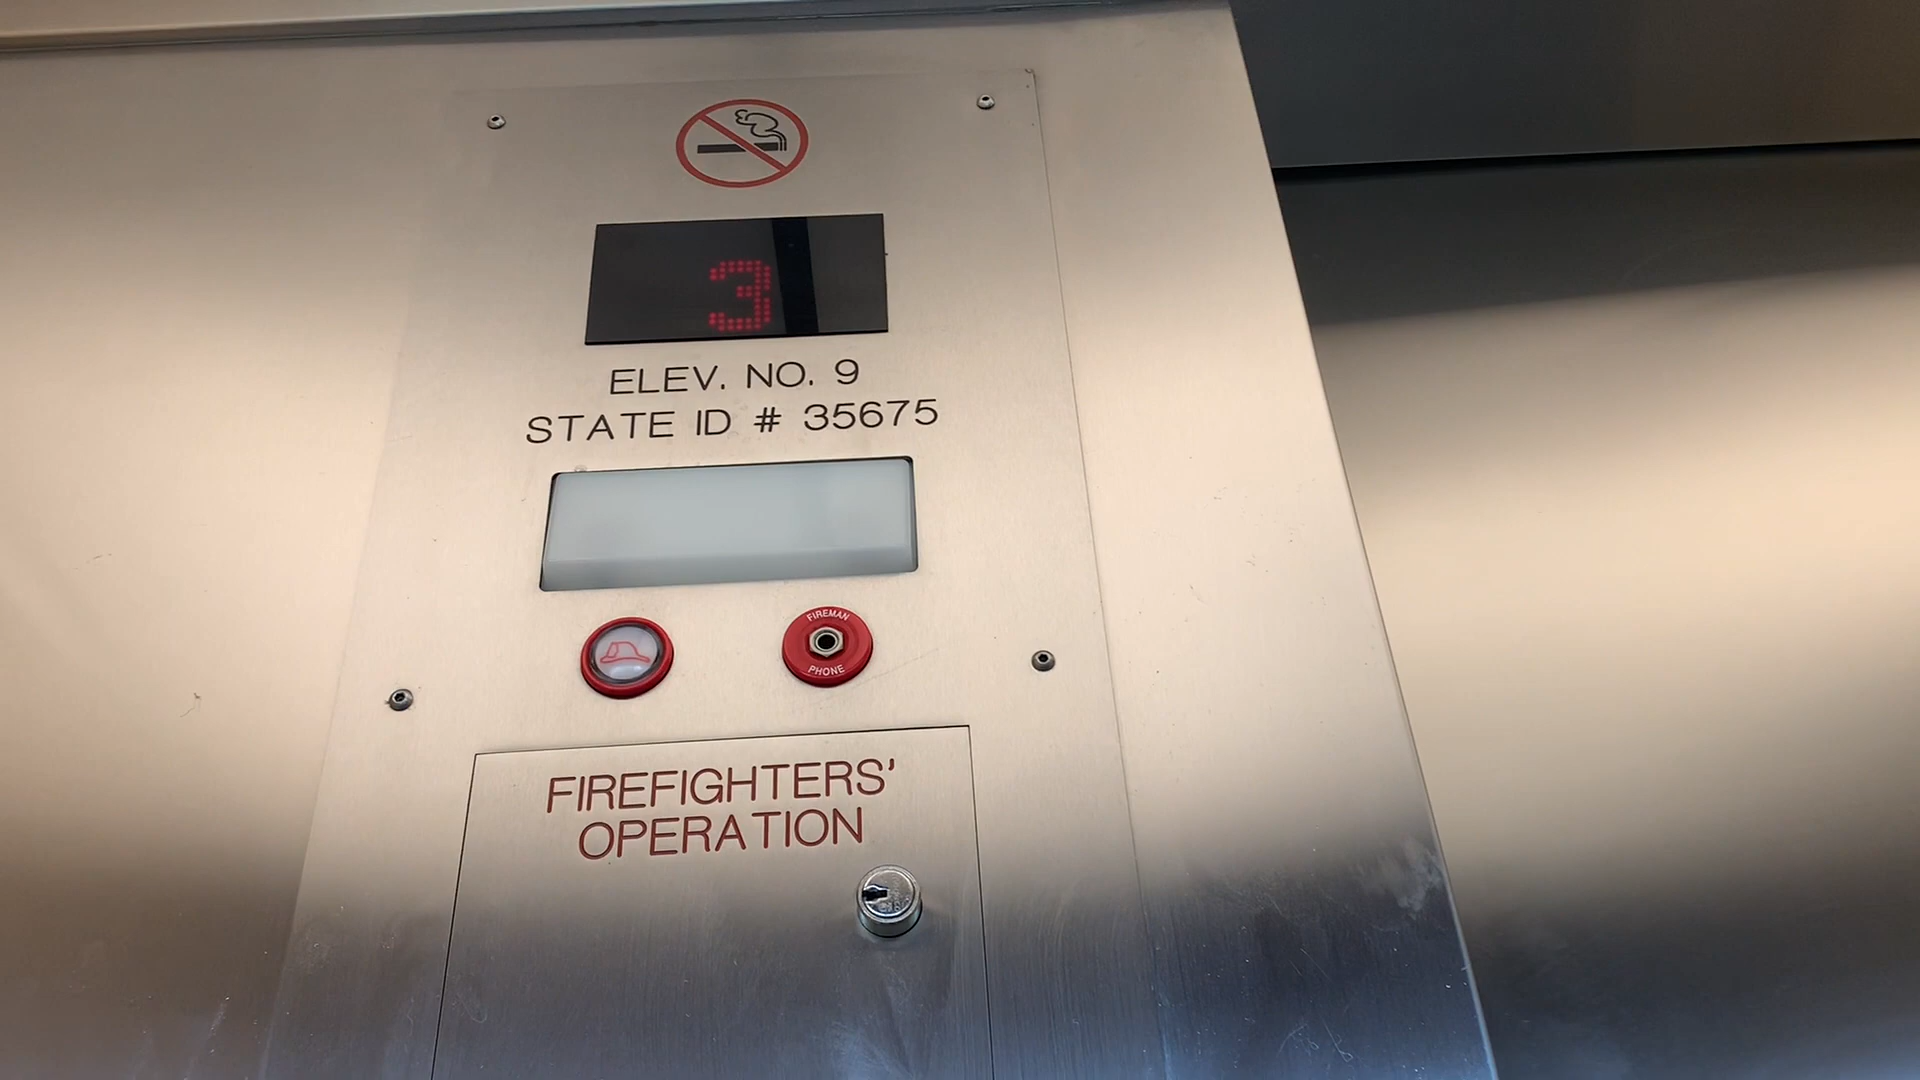 3
ELEV. NO. 9
STATE ID # 35675
FIREMAN
PHONE
FIREFIGHTERS'
OPERATION